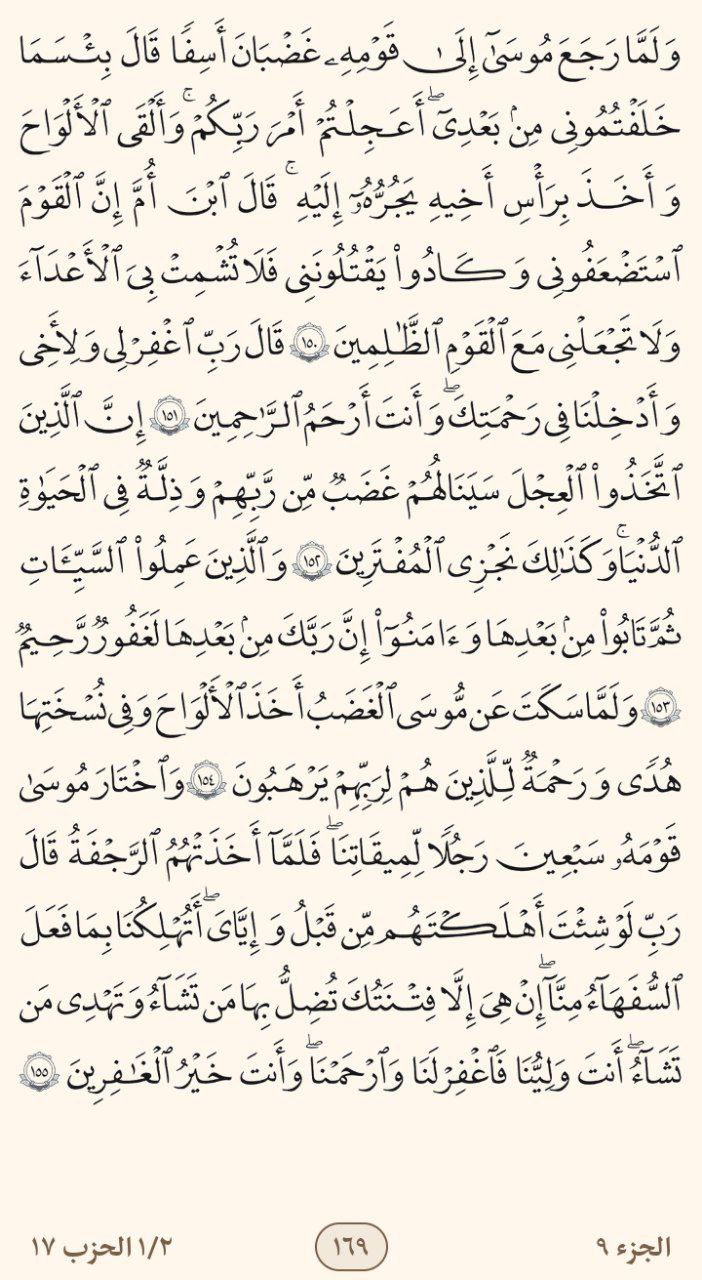 وَلَمَّا رَجَعَ مُوسَىٰٓ إِلَىٰ قَوْمِهِۦ غَضْبَٰنَ أَسِفٗا قَالَ بِئْسَمَا
خَلَفْتُمُونِي مِنۢ بَعْدِيٓۖ أَعَجِلْتُمْ أَمْرَ رَبِّكُمْۚ وَأَلْقَى ٱلْأَلْوَاحَ
وَأَخَذَ بِرَأْسِ أَخِيهِ يَجُرُّهُۥٓ إِلَيْهِۚ قَالَ ٱبْنَ أُمَّ إِنَّ ٱلْقَوْمَ
ٱسْتَضْعَفُونِي وَكَادُوا۟ يَقْتُلُونَنِي فَلَا تُشْمِتْ بِيَ ٱلْأَعْدَآءَ
وَلَا تَجْعَلْنِي مَعَ ٱلْقَوْمِ ٱلظَّٰلِمِينَ ١٥٠ قَالَ رَبِّ ٱغْفِرْ لِي وَلِأَخِي
وَأَدْخِلْنَا فِي رَحْمَتِكَۖ وَأَنتَ أَرْحَمُ ٱلرَّٰحِمِينَ ١٥١ إِنَّ ٱلَّذِينَ
ٱتَّخَذُوا۟ ٱلْعِجْلَ سَيَنَالُهُمْ غَضَبٞ مِّن رَّبِّهِمْ وَذِلَّةٞ فِي ٱلْحَيَوٰةِ
ٱلدُّنْيَاۚ وَكَذَٰلِكَ نَجْزِي ٱلْمُفْتَرِينَ ١٥٢ وَٱلَّذِينَ عَمِلُوا۟ ٱلسَّيِّـَٔاتِ
ثُمَّ تَابُوا۟ مِنۢ بَعْدِهَا وَءَامَنُوٓا۟ إِنَّ رَبَّكَ مِنۢ بَعْدِهَا لَغَفُورٞ رَّحِيمٞ
١٥٣ وَلَمَّا سَكَتَ عَن مُّوسَى ٱلْغَضَبُ أَخَذَ ٱلْأَلْوَاحَ وَفِي نُسْخَتِهَا
هُدٗى وَرَحْمَةٞ لِّلَّذِينَ هُمْ لِرَبِّهِمْ يَرْهَبُونَ ١٥٤ وَٱخْتَارَ مُوسَىٰ
قَوْمَهُۥ سَبْعِينَ رَجُلٗا لِّمِيقَٰتِنَاۖ فَلَمَّآ أَخَذَتْهُمُ ٱلرَّجْفَةُ قَالَ
رَبِّ لَوْ شِئْتَ أَهْلَكْتَهُم مِّن قَبْلُ وَإِيَّٰيَۖ أَتُهْلِكُنَا بِمَا فَعَلَ
ٱلسُّفَهَآءُ مِنَّآۖ إِنْ هِيَ إِلَّا فِتْنَتُكَ تُضِلُّ بِهَا مَن تَشَآءُ وَتَهْدِي مَن
تَشَآءُۖ أَنتَ وَلِيُّنَا فَٱغْفِرْ لَنَا وَٱرْحَمْنَاۖ وَأَنتَ خَيْرُ ٱلْغَٰفِرِينَ ١٥٥
الجزء ٩
١٦٩
١/٢ الحزب ١٧